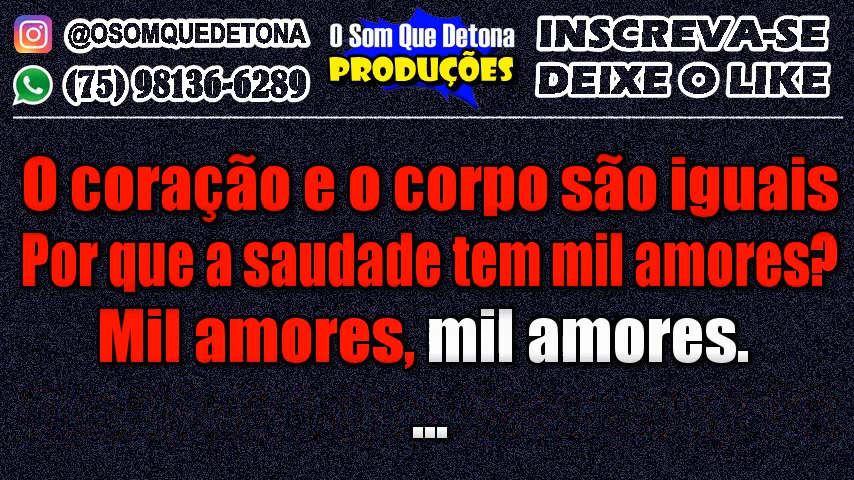 @OSOMQUEDETONA
(75) 98136-6289
O Som Que Detona
PRODUÇÕES
INSCREVA-SE
DEIXE O LIKE
O coração e o corpo são iguais
Por que a saudade tem mil amores?
Mil amores, mil amores.
...